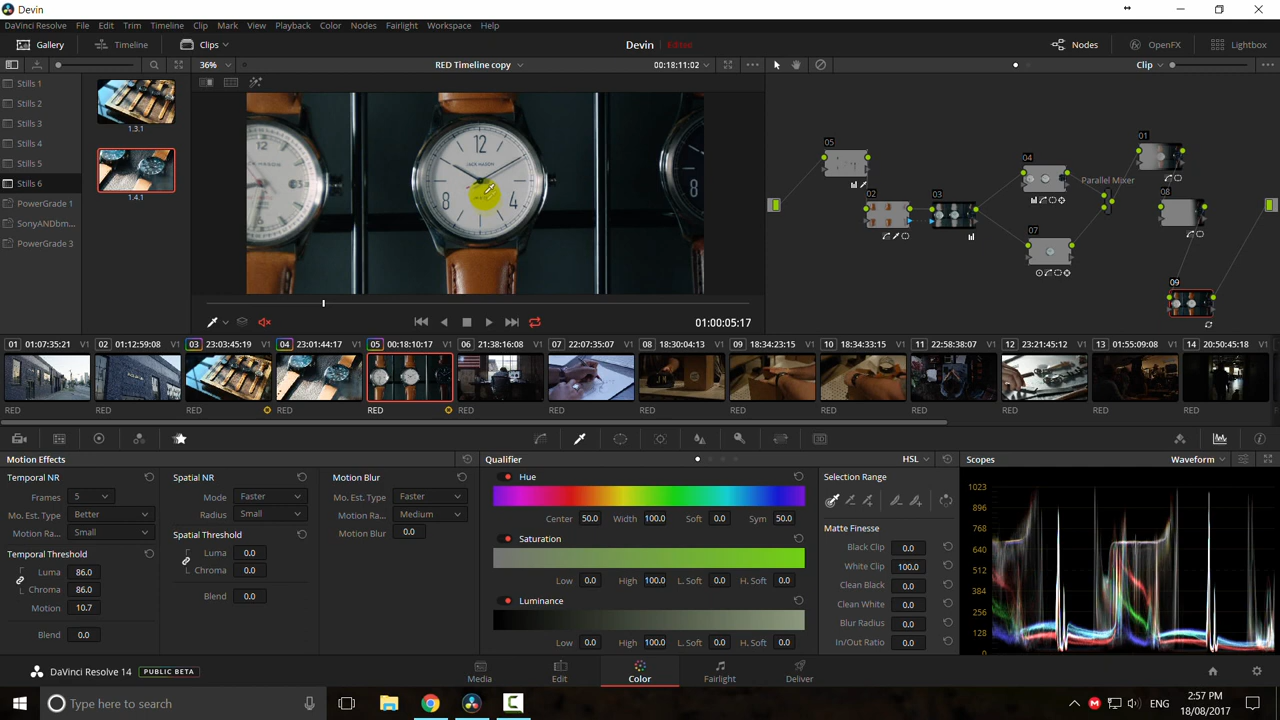 Devin
DaVinci Resolve File Edit Trim Timeline Clip Mark View Playback Color Nodes Fairlight Workspace Help
Gallery Timeline Clips Devin Edited Nodes OpenFX Lightbox
36% RED Timeline copy 00:18:11:02 Clip
Stills 1
Stills 2
Stills 3
Stills 4
Stills 5
Stills 6
PowerGrade 1
SonyANDbm...
PowerGrade 3
1.3.1
1.4.1
12
JACK MASON
8
4
05
02
03
04
07
Parallel Mixer
01
08
09
01:00:05:17
01 01:07:35:21 V1 02 01:12:59:08 V1 03 23:03:45:19 V1 04 23:01:44:17 V1 05 00:18:10:17 V1 06 21:38:16:08 V1 07 22:07:35:07 V1 08 18:30:04:13 V1 09 18:34:23:15 V1 10 18:34:33:15 V1 11 22:58:38:07 V1 12 23:21:45:12 V1 13 01:55:09:08 V1 14 20:50:45:18 V1
RED RED RED RED RED RED RED RED RED RED RED RED RED RED
Motion Effects
Temporal NR
Frames 5
Mo. Est. Type Better
Motion Ra... Small
Temporal Threshold
Luma 86.0
Chroma 86.0
Motion 10.7
Blend 0.0
Spatial NR
Mode Faster
Radius Small
Spatial Threshold
Luma 0.0
Chroma 0.0
Blend 0.0
Motion Blur
Mo. Est. Type Faster
Motion Ra... Medium
Motion Blur 0.0
Qualifier HSL
Hue
Center 50.0 Width 100.0 Soft 0.0 Sym 50.0
Saturation
Low 0.0 High 100.0 L. Soft 0.0 H. Soft 0.0
Luminance
Low 0.0 High 100.0 L. Soft 0.0 H. Soft 0.0
Selection Range
Matte Finesse
Black Clip 0.0
White Clip 100.0
Clean Black 0.0
Clean White 0.0
Blur Radius 0.0
In/Out Ratio 0.0
Scopes Waveform
1023
896
768
640
512
384
256
128
0
DaVinci Resolve 14 PUBLIC BETA
Media Edit Color Fairlight Deliver
Type here to search
ENG
2:57 PM
18/08/2017